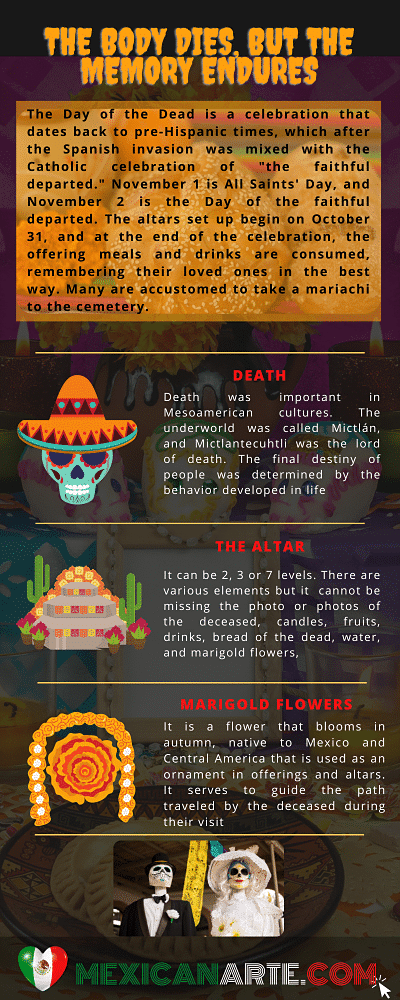 THE BODY DIES, BUT THE
MEMORY ENDURES
The Day of the Dead is a celebration that
dates back to pre-Hispanic times, which after
the Spanish invasion was mixed with the
Catholic celebration of "the faithful
departed." November 1 is All Saints' Day, and
November 2 is the Day of the faithful
departed. The altars set up begin on October
31, and at the end of the celebration, the
offering meals and drinks are consumed,
remembering their loved ones in the best
way. Many are accustomed to take a mariachi
to the cemetery.
DEATH
Death was important in
Mesoamerican cultures. The
underworld was called Mictlán,
and Mictlantecuhtli was the lord
of death. The final destiny of
people was determined by the
behavior developed in life
THE ALTAR
It can be 2, 3 or 7 levels. There are
various elements but it cannot be
missing the photo or photos of
the deceased, candles, fruits,
drinks, bread of the dead, water,
and marigold flowers,
MARIGOLD FLOWERS
It is a flower that blooms in
autumn, native to Mexico and
Central America that is used as an
ornament in offerings and altars.
It serves to guide the path
traveled by the deceased during
their visit
MEXICANARTE.COM